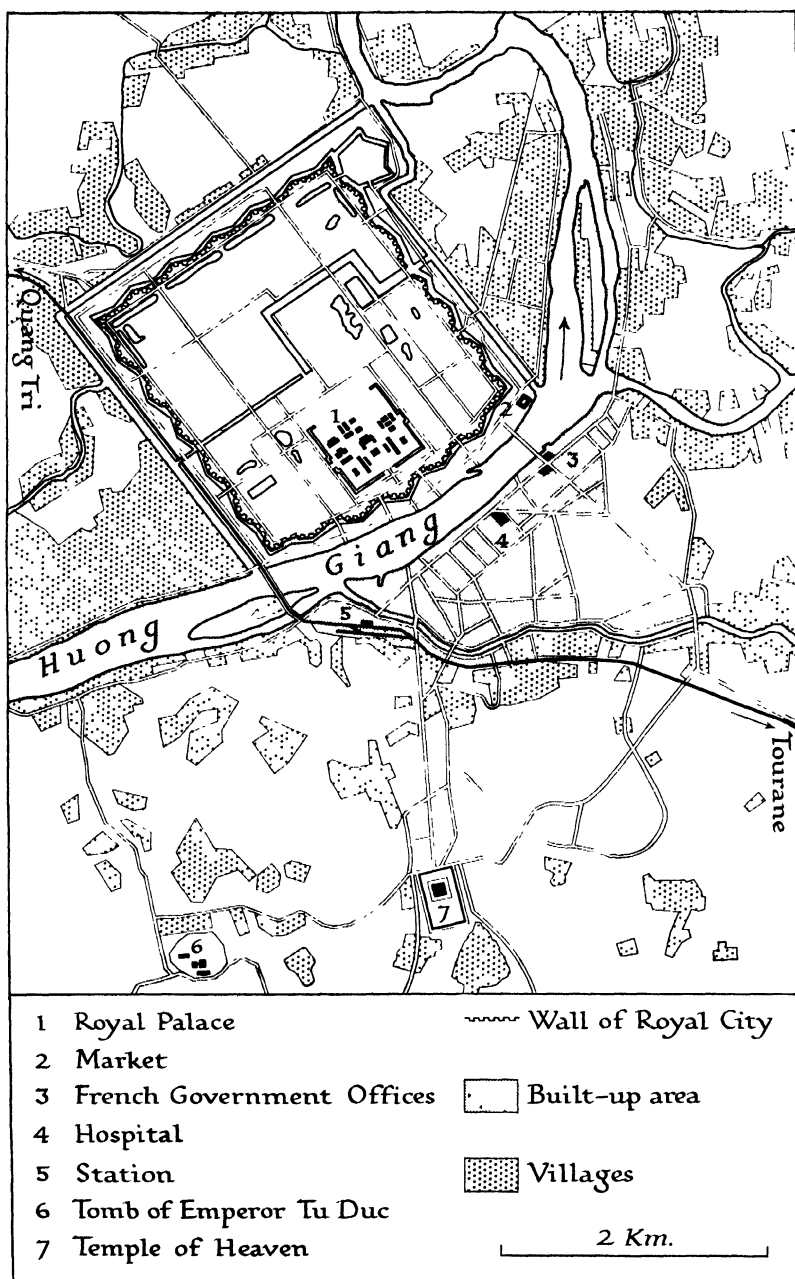 Quang Tri
1
2
3
4
5
Huong Giang
Tourane
6
7
1 Royal Palace
2 Market
3 French Government Offices
4 Hospital
5 Station
6 Tomb of Emperor Tu Duc
7 Temple of Heaven
Wall of Royal City
Built-up area
Villages
2 Km.